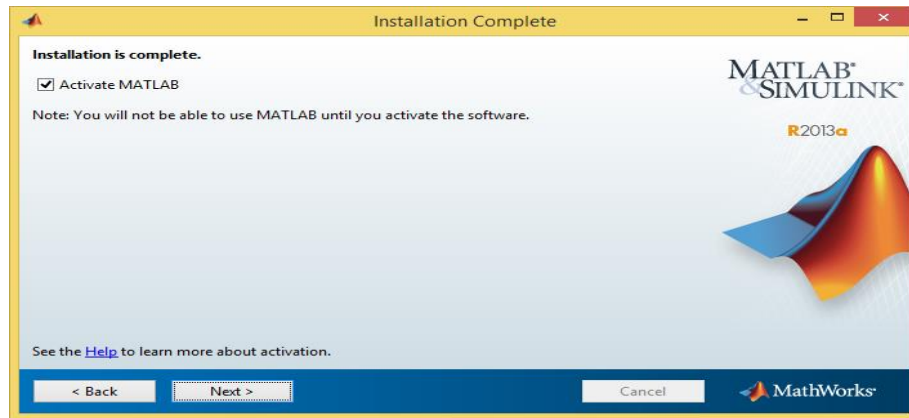 Installation Complete
Installation is complete.
Activate MATLAB
Note: You will not be able to use MATLAB until you activate the software.
MATLAB®
&SIMULINK®
R2013a
See the Help to learn more about activation.
< Back
Next >
Cancel
MathWorks®